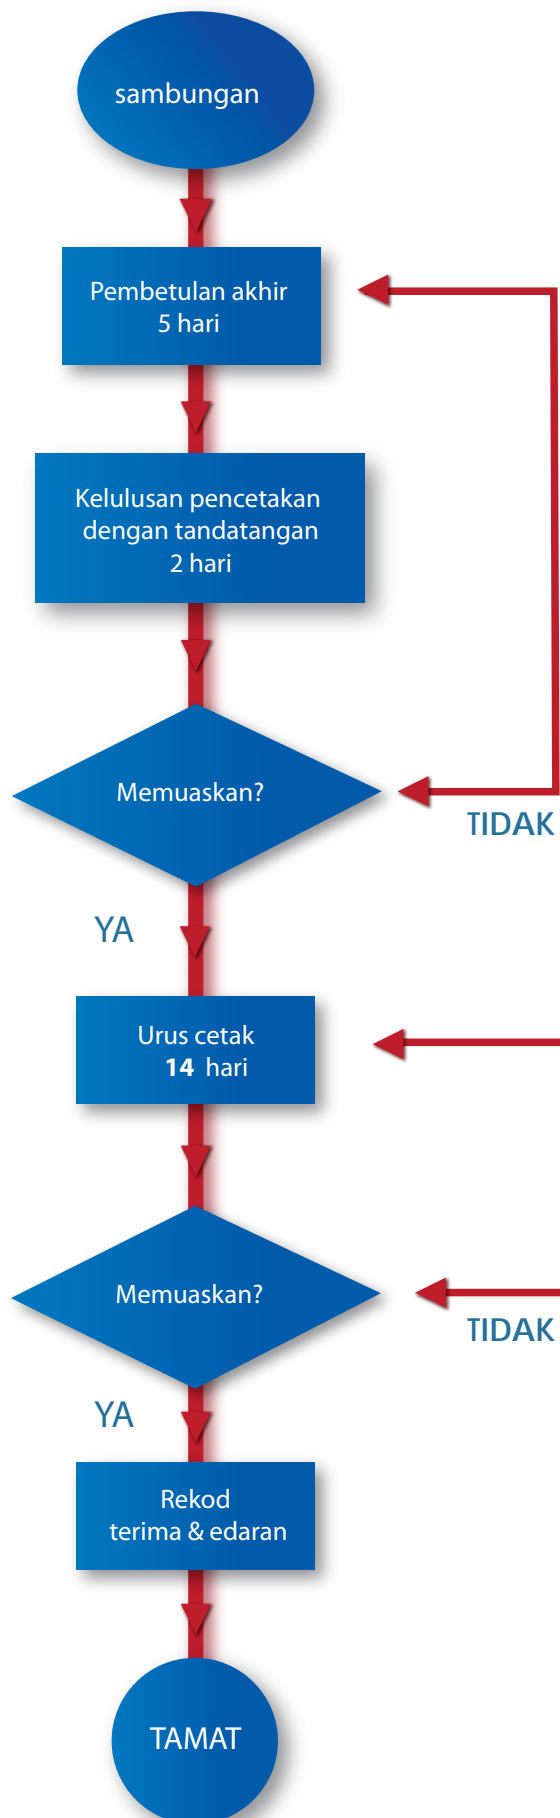 sambungan
Pembetulan akhir
5 hari
Kelulusan pencetakan
dengan tandatangan
2 hari
Memuaskan?
TIDAK
YA
Urus cetak
14 hari
Memuaskan?
TIDAK
YA
Rekod
terima & edaran
TAMAT